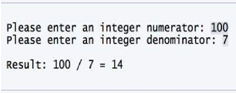 Please enter an integer numerator: 100
Please enter an integer denominator: 7
Result: 100 / 7 = 14